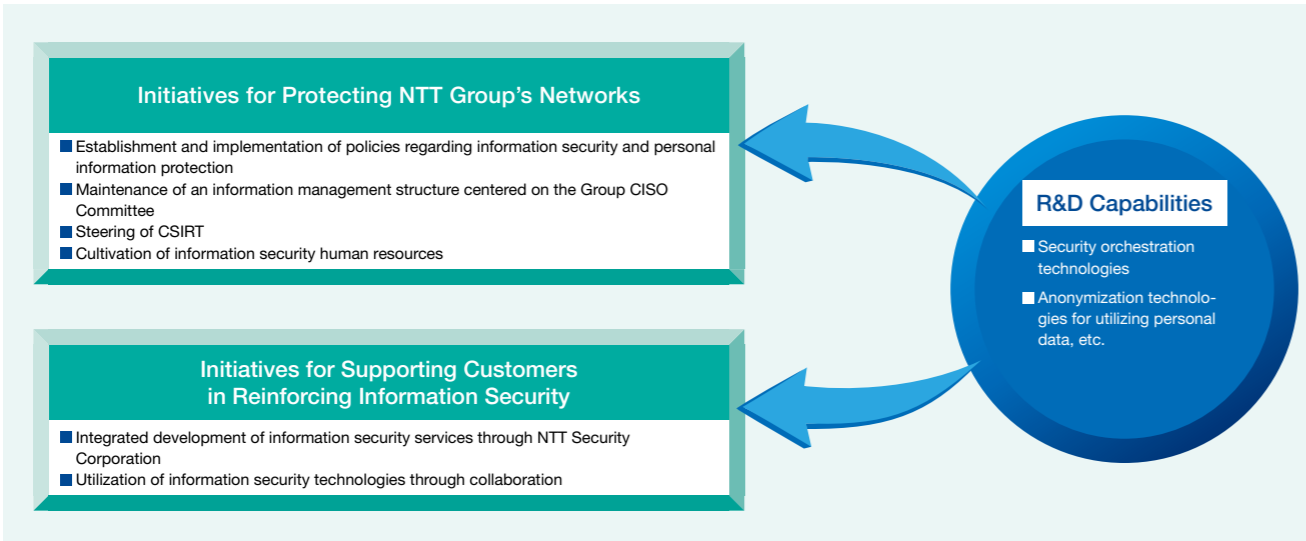 Initiatives for Protecting NTT Group's Networks
■ Establishment and implementation of policies regarding information security and personal
information protection
■ Maintenance of an information management structure centered on the Group CISO
Committee
■ Steering of CSIRT
■ Cultivation of information security human resources
Initiatives for Supporting Customers
in Reinforcing Information Security
■ Integrated development of information security services through NTT Security
Corporation
■ Utilization of information security technologies through collaboration
R&D Capabilities
■ Security orchestration
technologies
■ Anonymization technolo-
gies for utilizing personal
data, etc.